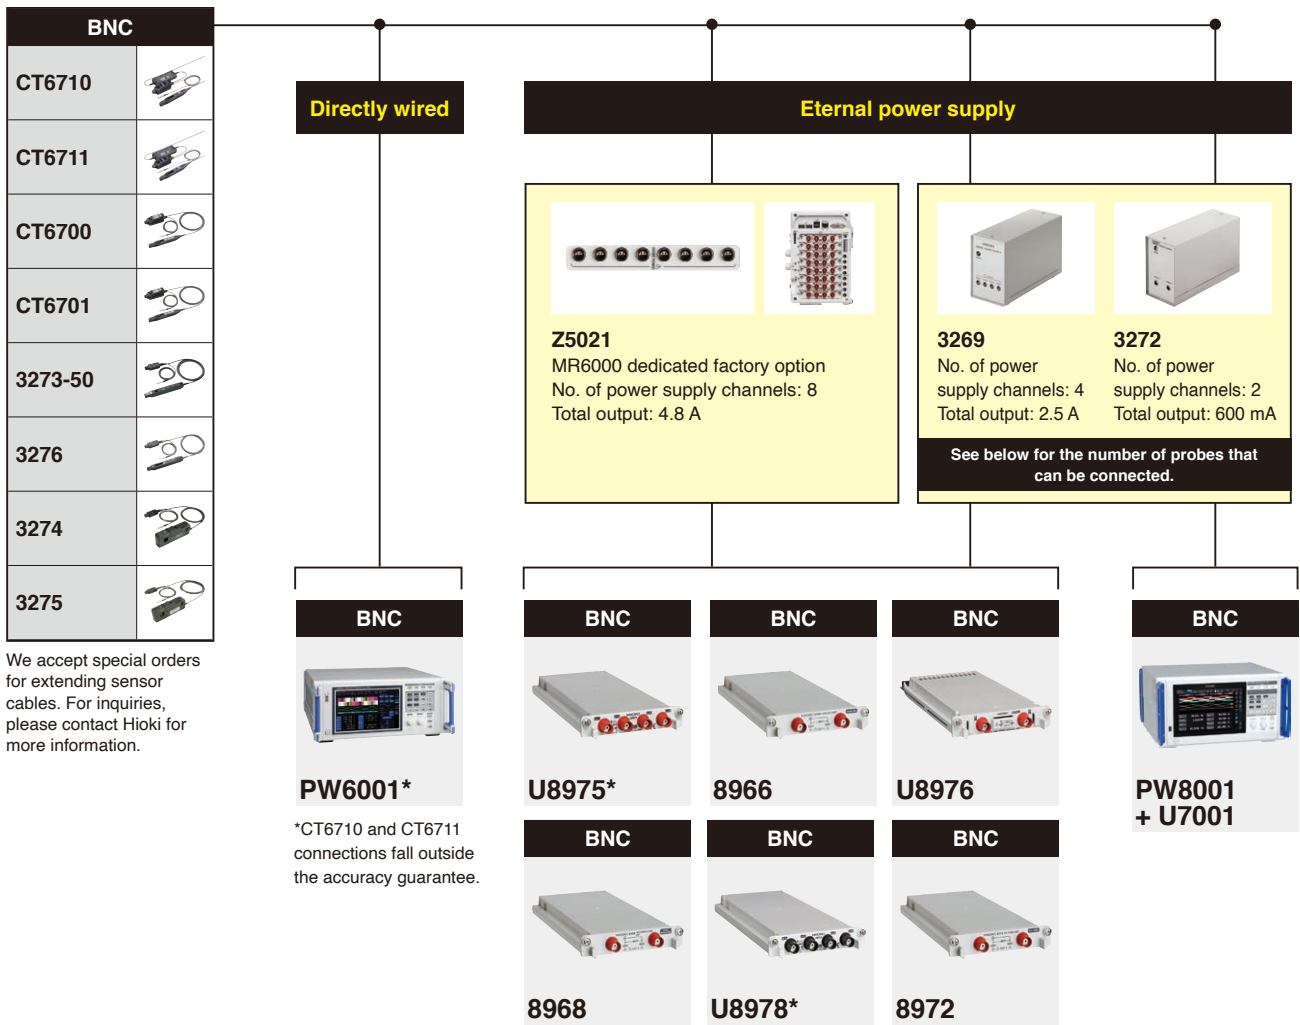 BNC
CT6710
CT6711
CT6700
CT6701
3273-50
3276
3274
3275
We accept special orders
for extending sensor
cables. For inquiries,
please contact Hioki for
more information.
Directly wired
Eternal power supply
Z5021
MR6000 dedicated factory option
No. of power supply channels: 8
Total output: 4.8 A
3269
No. of power
supply channels: 4
Total output: 2.5 A
3272
No. of power
supply channels: 2
Total output: 600 mA
See below for the number of probes that
can be connected.
BNC
PW6001*
*CT6710 and CT6711
connections fall outside
the accuracy guarantee.
BNC
U8975*
BNC
8966
BNC
U8976
BNC
PW8001
+ U7001
BNC
8968
BNC
U8978*
BNC
8972